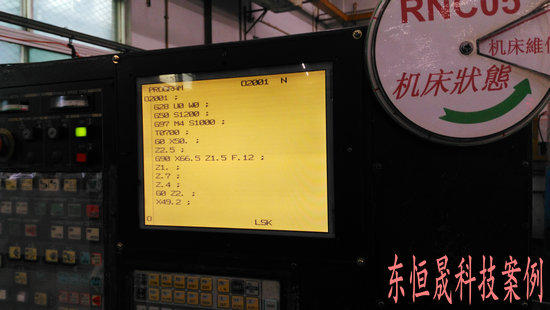 RNC05
机床維修
机床狀態
PROGRAM O2001 N
O2001 ;
G28 U0 W0 ;
G50 S1200 ;
G97 M4 S1000 ;
T0700 ;
G0 X50. ;
Z2.5 ;
G90 X66.5 Z1.5 F.12 ;
Z1. ;
Z.7 ;
Z.4 ;
G0 Z2. ;
X49.2 ;
LSK
东恒晟科技案例